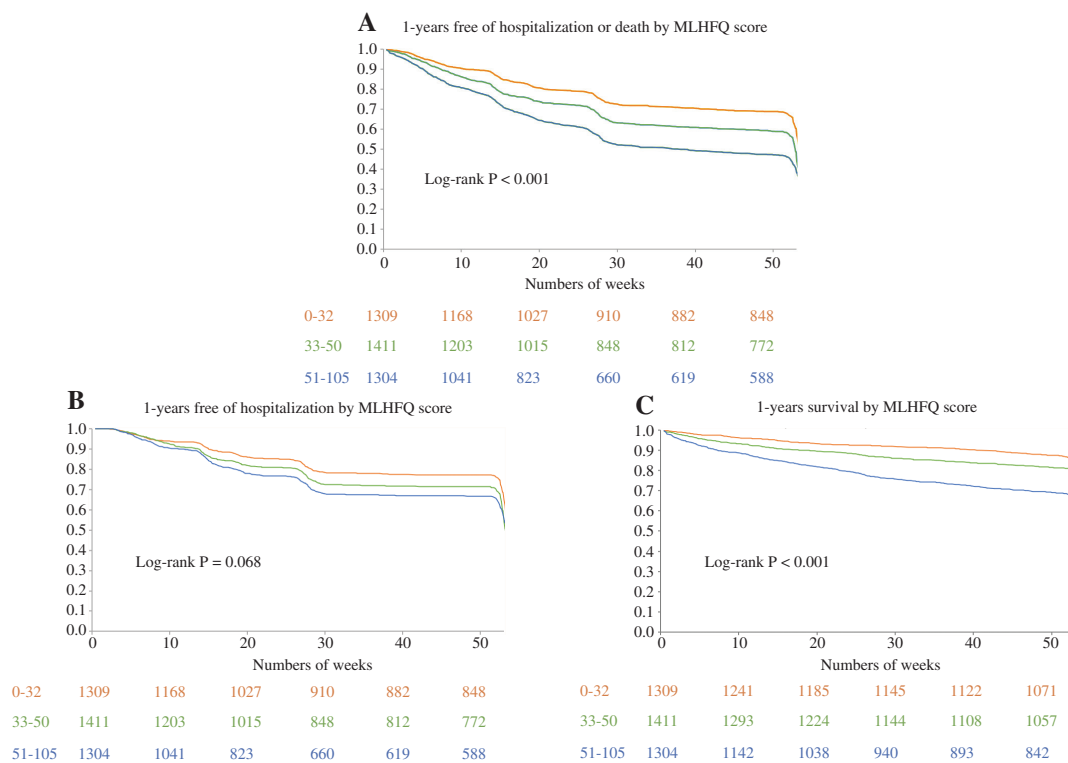 A
1-years free of hospitalization or death by MLHFQ score
1.0
0.9
0.8
0.7
0.6
0.5
0.4
0.3
0.2
0.1
0.0
Log-rank P < 0.001
0 10 20 30 40 50
Numbers of weeks
0-32 1309 1168 1027 910 882 848
33-50 1411 1203 1015 848 812 772
51-105 1304 1041 823 660 619 588
B
1-years free of hospitalization by MLHFQ score
1.0
0.9
0.8
0.7
0.6
0.5
0.4
0.3
0.2
0.1
0.0
Log-rank P = 0.068
0 10 20 30 40 50
Numbers of weeks
0-32 1309 1168 1027 910 882 848
33-50 1411 1203 1015 848 812 772
51-105 1304 1041 823 660 619 588
C
1-years survival by MLHFQ score
1.0
0.9
0.8
0.7
0.6
0.5
0.4
0.3
0.2
0.1
0.0
Log-rank P < 0.001
0 10 20 30 40 50
Numbers of weeks
0-32 1309 1241 1185 1145 1122 1071
33-50 1411 1293 1224 1144 1108 1057
51-105 1304 1142 1038 940 893 842